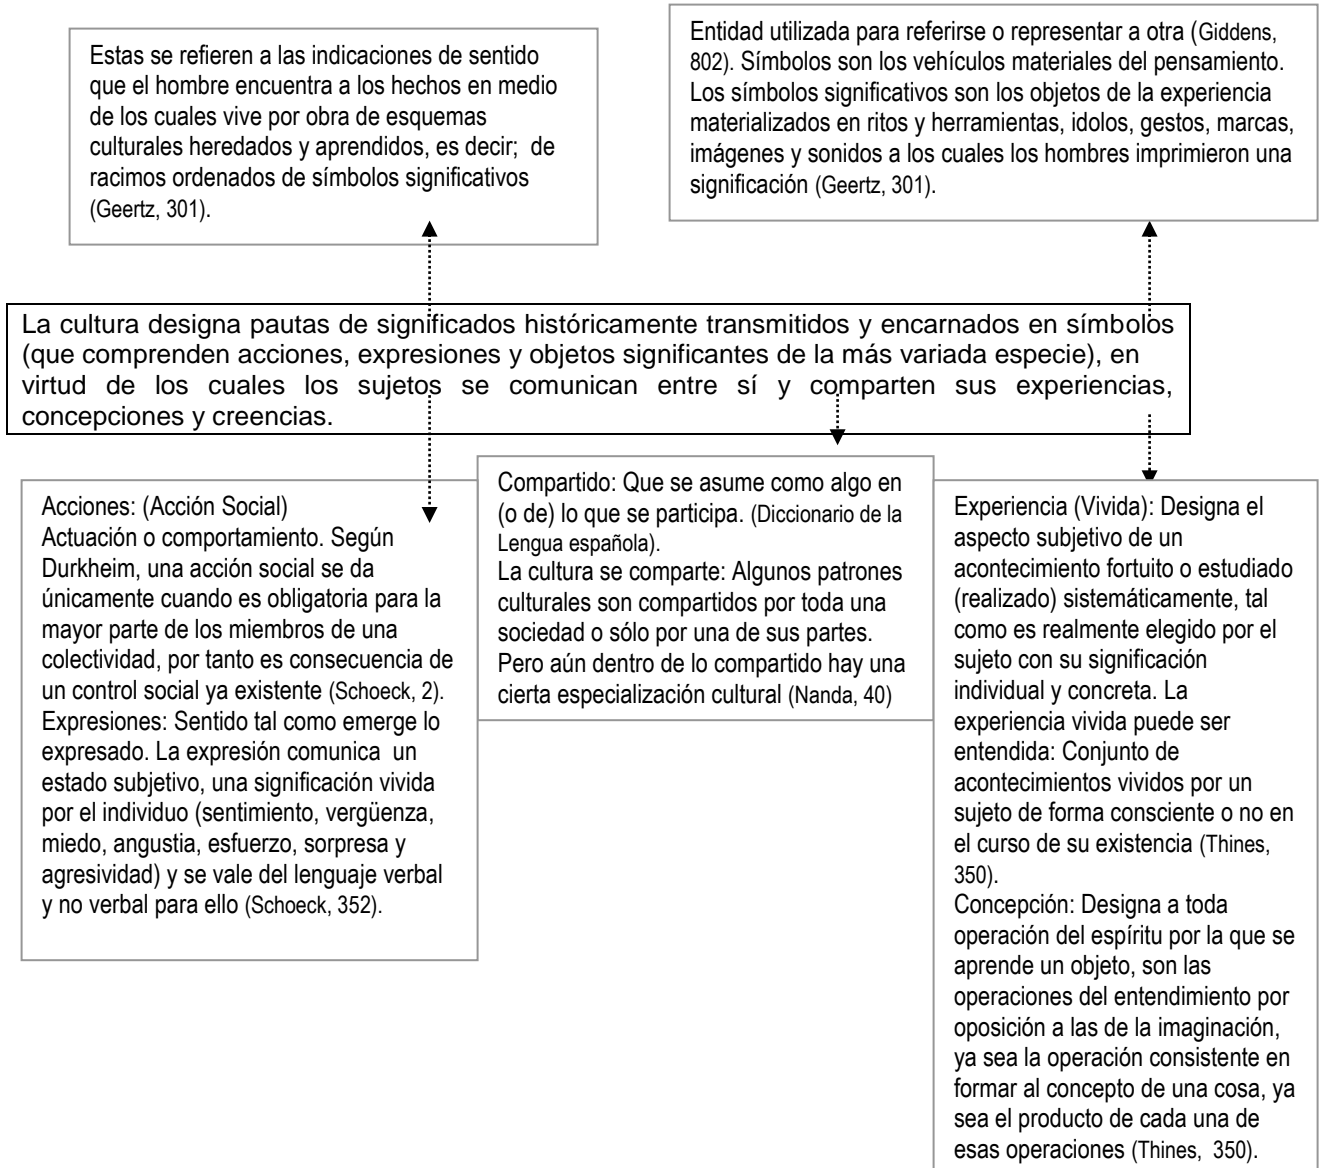 Estas se refieren a las indicaciones de sentido
que el hombre encuentra a los hechos en medio
de los cuales vive por obra de esquemas
culturales heredados y aprendidos, es decir; de
racimos ordenados de símbolos significativos
(Geertz, 301).
Entidad utilizada para referirse o representar a otra (Giddens,
802). Símbolos son los vehículos materiales del pensamiento.
Los símbolos significativos son los objetos de la experiencia
materializados en ritos y herramientas, idolos, gestos, marcas,
imágenes y sonidos a los cuales los hombres imprimieron una
significación (Geertz, 301).
La cultura designa pautas de significados históricamente transmitidos y encarnados en símbolos
(que comprenden acciones, expresiones y objetos significantes de la más variada especie), en
virtud de los cuales los sujetos se comunican entre sí y comparten sus experiencias,
concepciones y creencias.
Acciones: (Acción Social)
Actuación o comportamiento. Según
Durkheim, una acción social se da
únicamente cuando es obligatoria para la
mayor parte de los miembros de una
colectividad, por tanto es consecuencia de
un control social ya existente (Schoeck, 2).
Expresiones: Sentido tal como emerge lo
expresado. La expresión comunica un
estado subjetivo, una significación vivida
por el individuo (sentimiento, vergüenza,
miedo, angustia, esfuerzo, sorpresa y
agresividad) y se vale del lenguaje verbal
y no verbal para ello (Schoeck, 352).
Compartido: Que se asume como algo en
(o de) lo que se participa. (Diccionario de la
Lengua española).
La cultura se comparte: Algunos patrones
culturales son compartidos por toda una
sociedad o sólo por una de sus partes.
Pero aún dentro de lo compartido hay una
cierta especialización cultural (Nanda, 40)
Experiencia (Vivida): Designa el
aspecto subjetivo de un
acontecimiento fortuito o estudiado
(realizado) sistemáticamente, tal
como es realmente elegido por el
sujeto con su significación
individual y concreta. La
experiencia vivida puede ser
entendida: Conjunto de
acontecimientos vividos por un
sujeto de forma consciente o no en
el curso de su existencia (Thines,
350).
Concepción: Designa a toda
operación del espíritu por la que se
aprende un objeto, son las
operaciones del entendimiento por
oposición a las de la imaginación,
ya sea la operación consistente en
formar al concepto de una cosa, ya
sea el producto de cada una de
esas operaciones (Thines, 350).